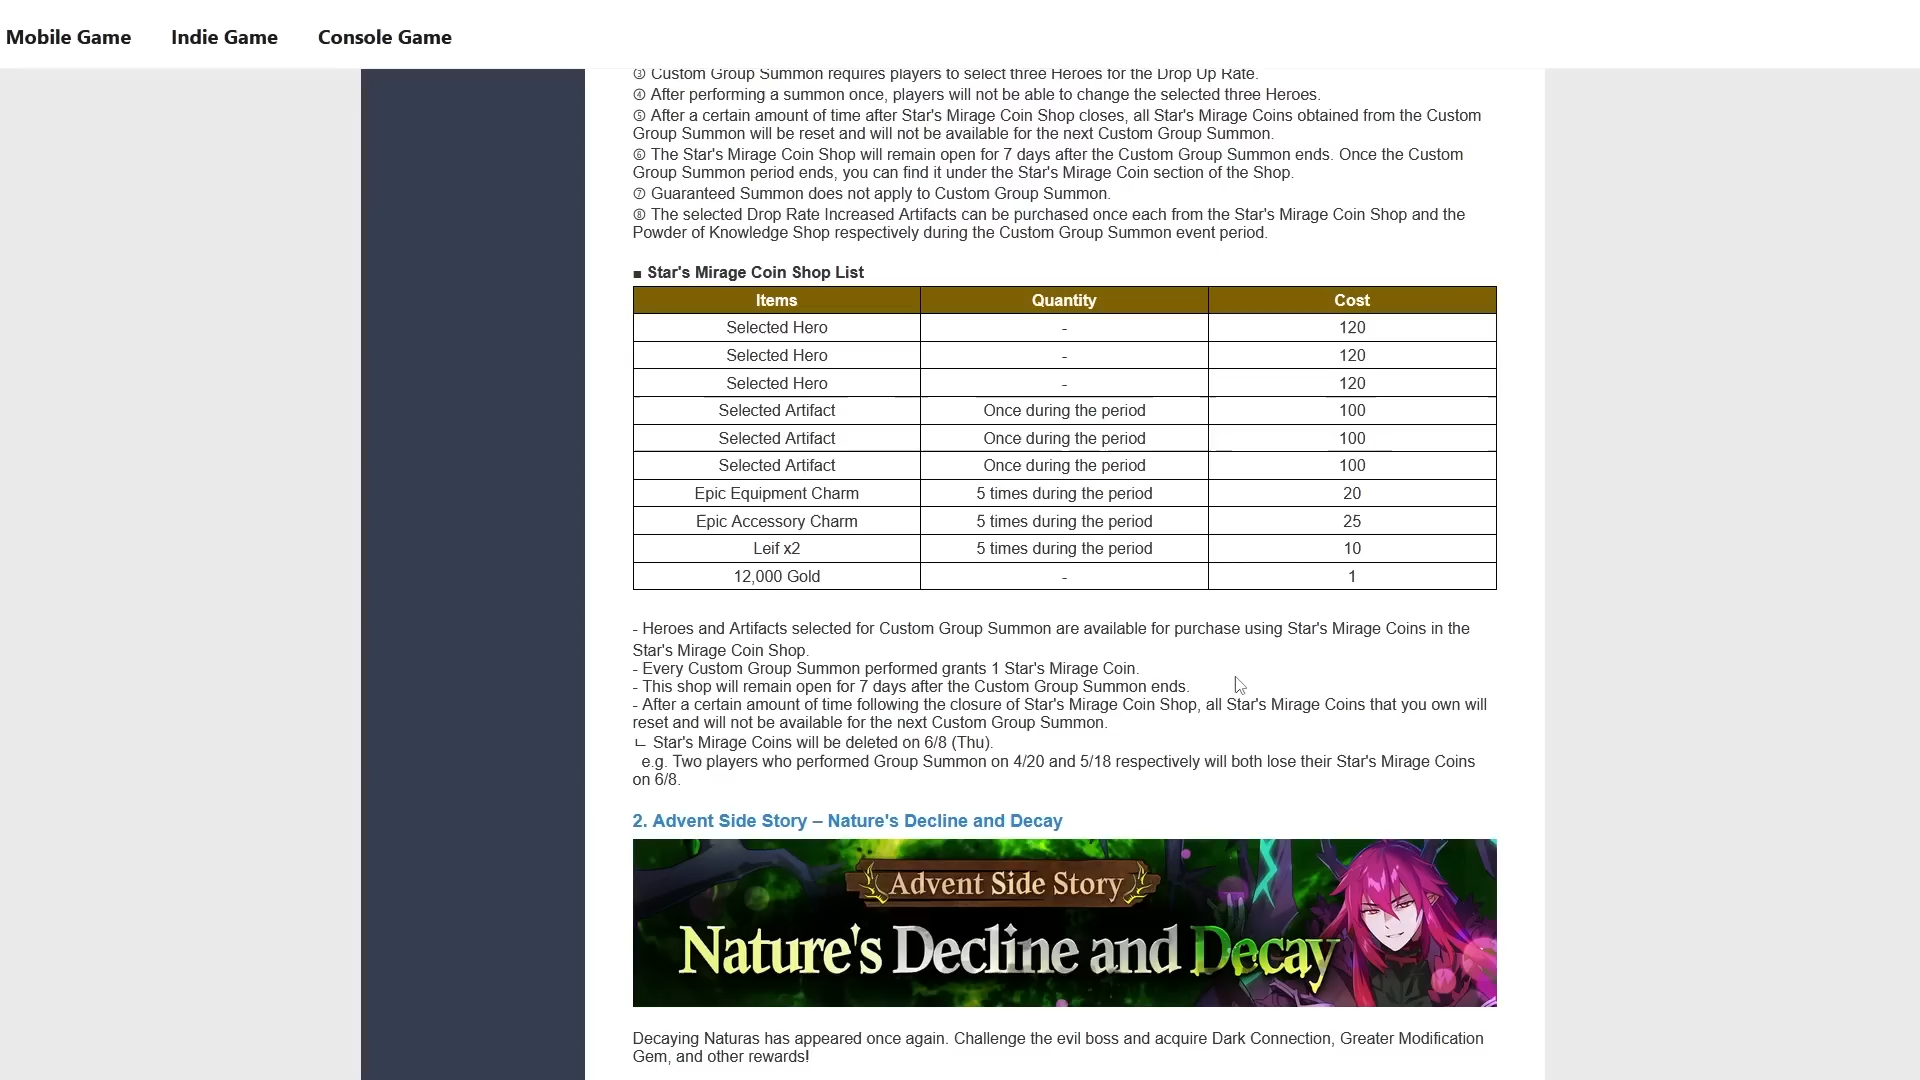 Mobile Game Indie Game Console Game
③ Custom Group Summon requires players to select three Heroes for the Drop Up Rate.
④ After performing a summon once, players will not be able to change the selected three Heroes.
⑤ After a certain amount of time after Star's Mirage Coin Shop closes, all Star's Mirage Coins obtained from the Custom
Group Summon will be reset and will not be available for the next Custom Group Summon.
⑥ The Star's Mirage Coin Shop will remain open for 7 days after the Custom Group Summon ends. Once the Custom
Group Summon period ends, you can find it under the Star's Mirage Coin section of the Shop.
⑦ Guaranteed Summon does not apply to Custom Group Summon.
⑧ The selected Drop Rate Increased Artifacts can be purchased once each from the Star's Mirage Coin Shop and the
Powder of Knowledge Shop respectively during the Custom Group Summon event period.
■ Star's Mirage Coin Shop List
Items Quantity Cost
Selected Hero - 120
Selected Hero - 120
Selected Hero - 120
Selected Artifact Once during the period 100
Selected Artifact Once during the period 100
Selected Artifact Once during the period 100
Epic Equipment Charm 5 times during the period 20
Epic Accessory Charm 5 times during the period 25
Leif x2 5 times during the period 10
12,000 Gold - 1
- Heroes and Artifacts selected for Custom Group Summon are available for purchase using Star's Mirage Coins in the
Star's Mirage Coin Shop.
- Every Custom Group Summon performed grants 1 Star's Mirage Coin.
- This shop will remain open for 7 days after the Custom Group Summon ends.
- After a certain amount of time following the closure of Star's Mirage Coin Shop, all Star's Mirage Coins that you own will
reset and will not be available for the next Custom Group Summon.
ㄴ Star's Mirage Coins will be deleted on 6/8 (Thu).
e.g. Two players who performed Group Summon on 4/20 and 5/18 respectively will both lose their Star's Mirage Coins
on 6/8.
2. Advent Side Story – Nature's Decline and Decay
Advent Side Story
Nature's Decline and Decay
Decaying Naturas has appeared once again. Challenge the evil boss and acquire Dark Connection, Greater Modification
Gem, and other rewards!